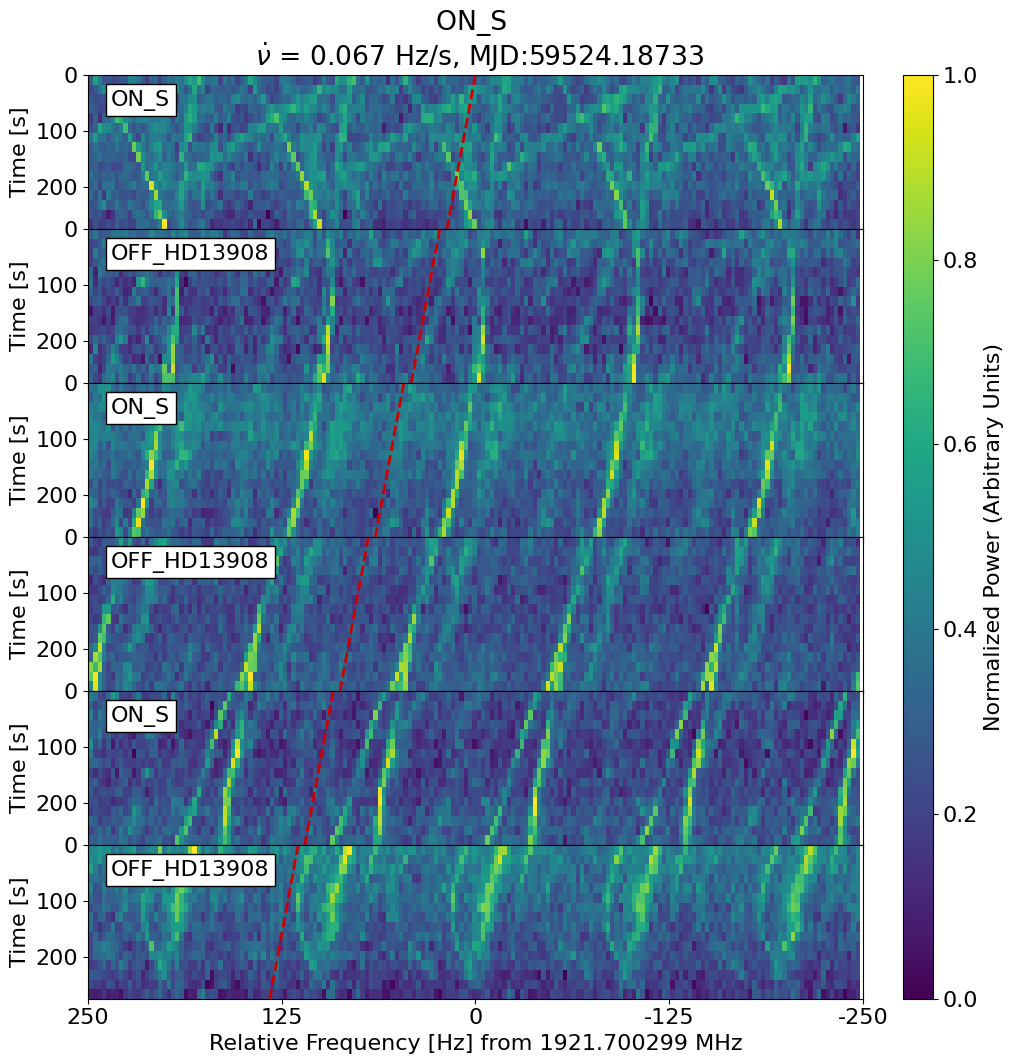 ON_S
ν̇ = 0.067 Hz/s, MJD:59524.18733
0
100
200
Time [s]
ON_S
0
100
200
Time [s]
OFF_HD13908
0
100
200
Time [s]
ON_S
0
100
200
Time [s]
OFF_HD13908
0
100
200
Time [s]
ON_S
0
100
200
Time [s]
OFF_HD13908
250 125 0 -125 -250
Relative Frequency [Hz] from 1921.700299 MHz
1.0
0.8
0.6
0.4
0.2
0.0
Normalized Power (Arbitrary Units)